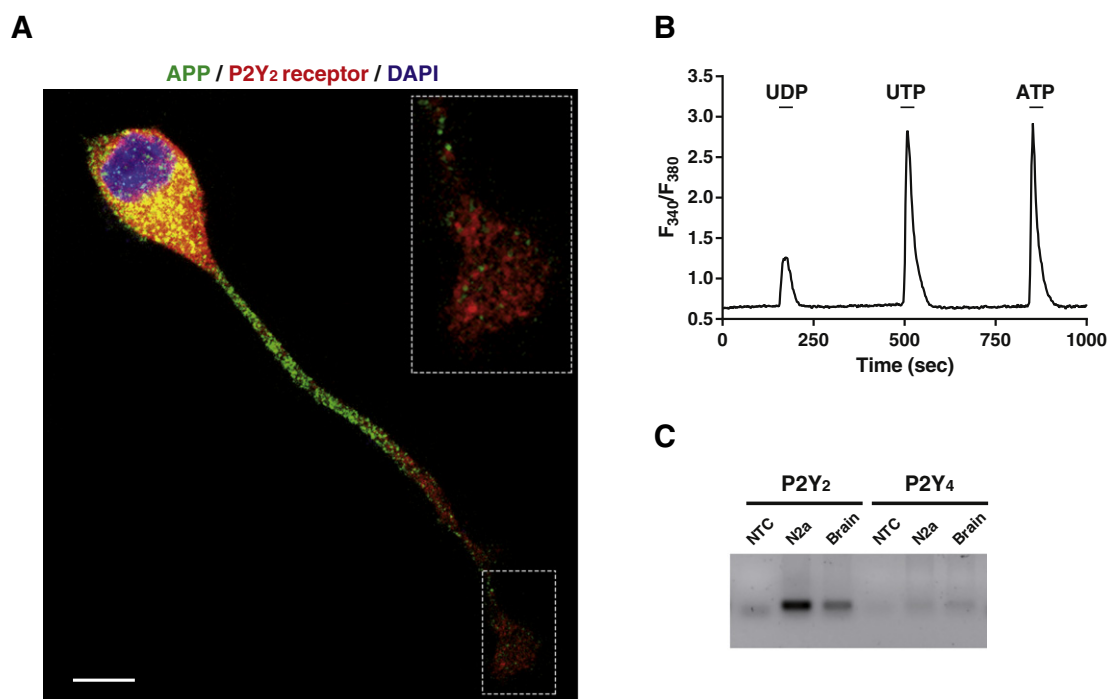 A
APP / P2Y2 receptor / DAPI
B
3.5
3.0
2.5
2.0
1.5
1.0
0.5
F340/F380
UDP
UTP
ATP
0
250
500
750
1000
Time (sec)
C
P2Y2
P2Y4
NTC
N2a
Brain
NTC
N2a
Brain